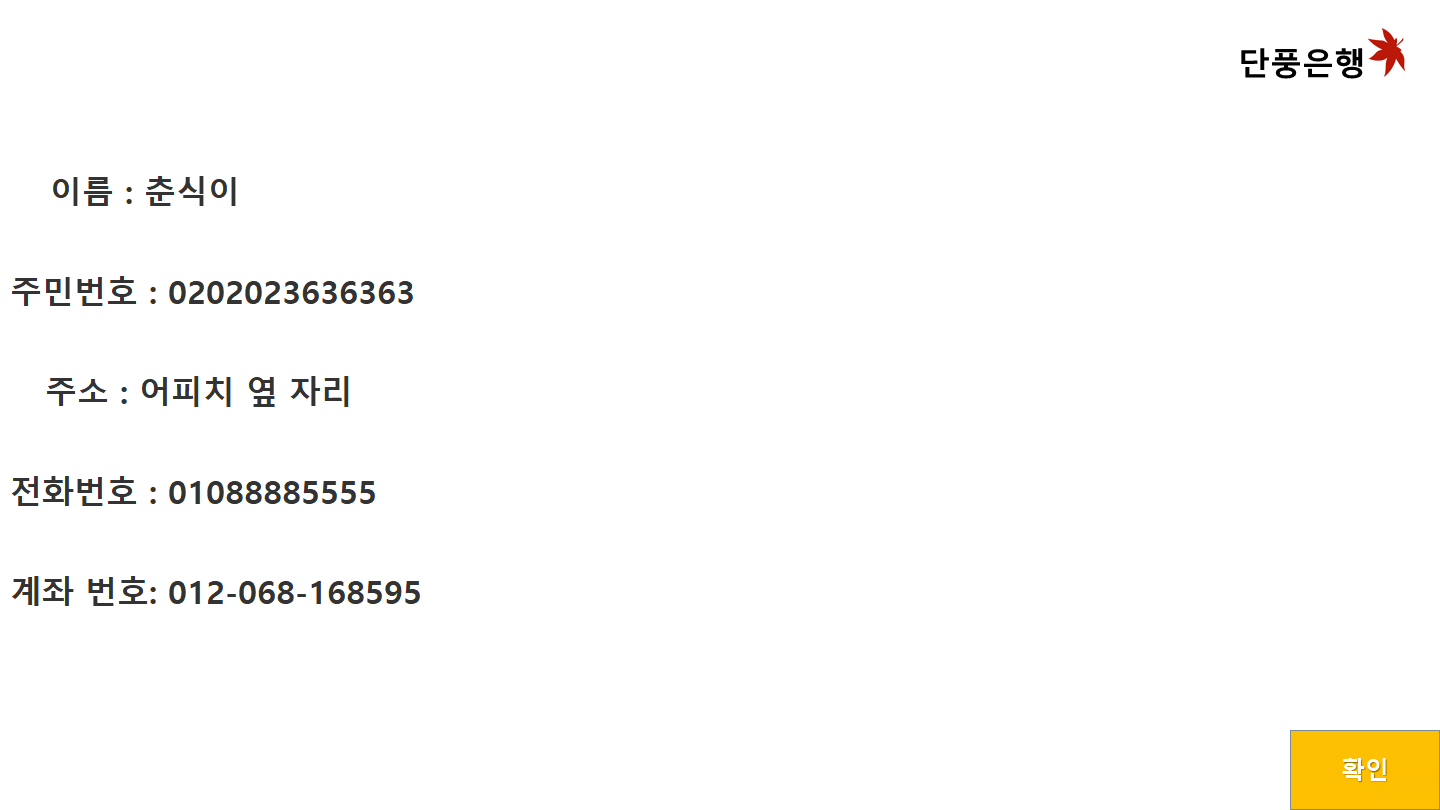 단풍은행
이름 : 춘식이
주민번호 : 0202023636363
주소 : 어피치 옆 자리
전화번호 : 01088885555
계좌 번호: 012-068-168595
확인